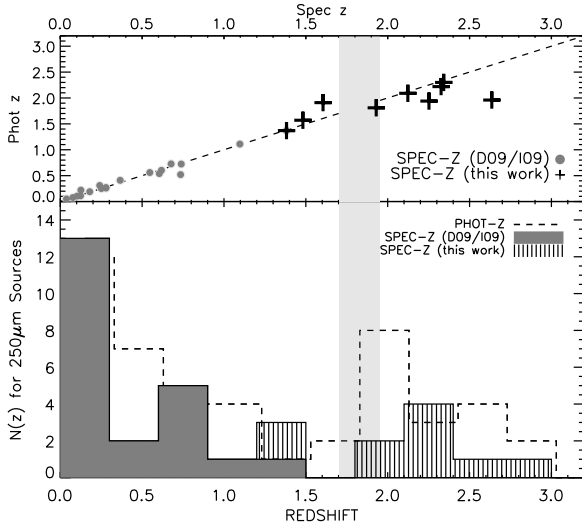 Spec z
0.0 0.5 1.0 1.5 2.0 2.5 3.0
Phot z
3.0
2.5
2.0
1.5
1.0
0.5
0.0
SPEC-Z (D09/I09)
SPEC-Z (this work)
N(z) for 250μm Sources
14
12
10
8
6
4
2
0
PHOT-Z
SPEC-Z (D09/I09)
SPEC-Z (this work)
0.0 0.5 1.0 1.5 2.0 2.5 3.0
REDSHIFT